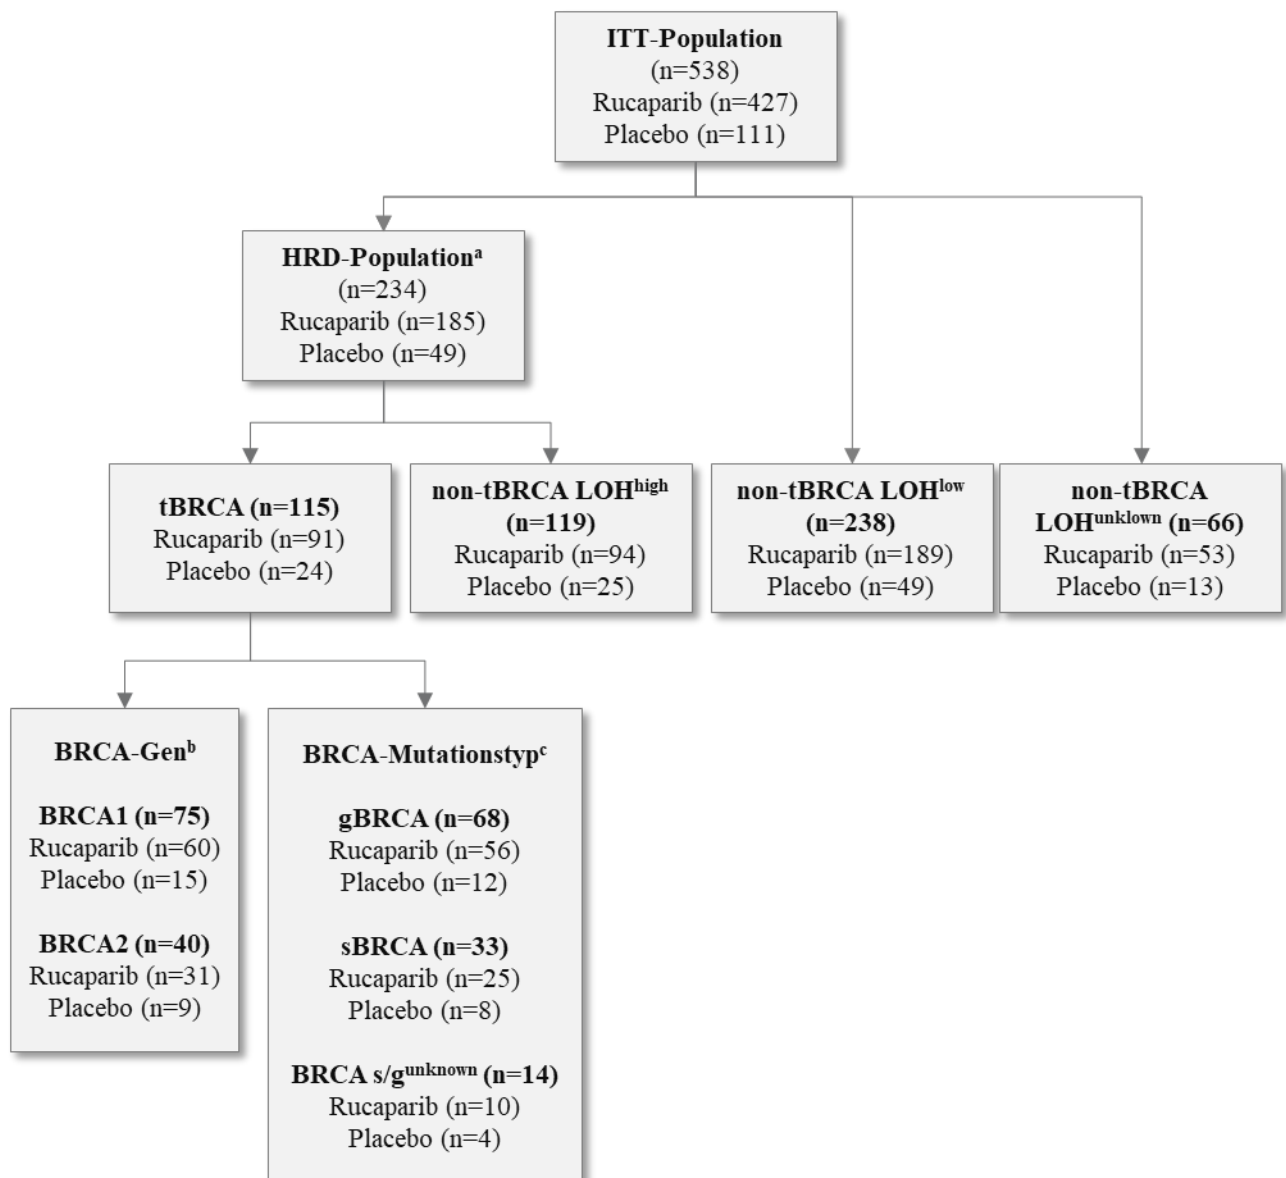 ITT-Population
(n=538)
Rucaparib (n=427)
Placebo (n=111)
HRD-Populationᵃ
(n=234)
Rucaparib (n=185)
Placebo (n=49)
tBRCA (n=115)
Rucaparib (n=91)
Placebo (n=24)
non-tBRCA LOHʰⁱᵍʰ
(n=119)
Rucaparib (n=94)
Placebo (n=25)
non-tBRCA LOHˡᵒʷ
(n=238)
Rucaparib (n=189)
Placebo (n=49)
non-tBRCA
LOHᵘⁿᵏˡᵒʷⁿ (n=66)
Rucaparib (n=53)
Placebo (n=13)
BRCA-Genᵇ
BRCA1 (n=75)
Rucaparib (n=60)
Placebo (n=15)
BRCA2 (n=40)
Rucaparib (n=31)
Placebo (n=9)
BRCA-Mutationstypᶜ
gBRCA (n=68)
Rucaparib (n=56)
Placebo (n=12)
sBRCA (n=33)
Rucaparib (n=25)
Placebo (n=8)
BRCA s/gᵘⁿᵏⁿᵒʷⁿ (n=14)
Rucaparib (n=10)
Placebo (n=4)